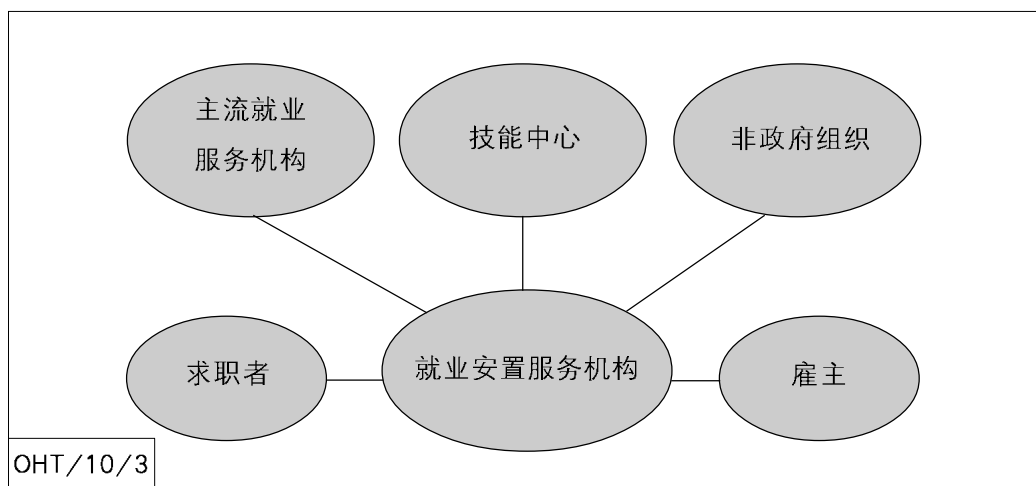 主流就业
服务机构
技能中心
非政府组织
求职者
就业安置服务机构
雇主
OHT/10/3